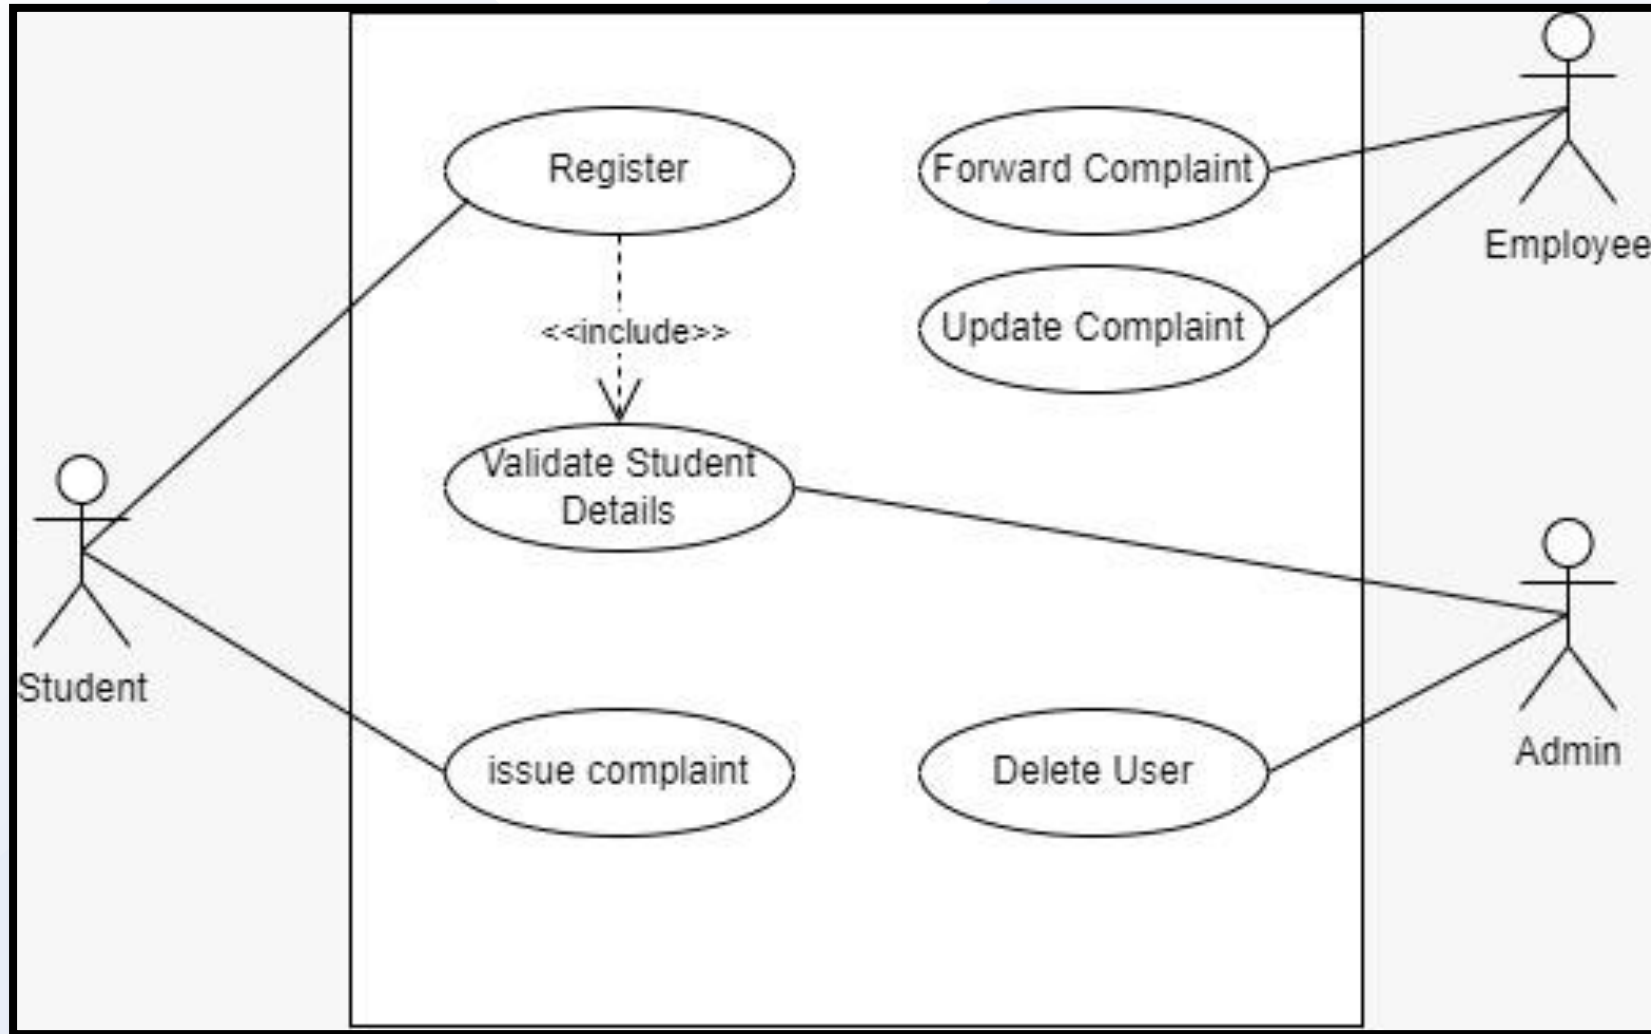 Register
Forward Complaint
Employee
<<include>>
Update Complaint
Validate Student
Details
Student
Admin
issue complaint
Delete User